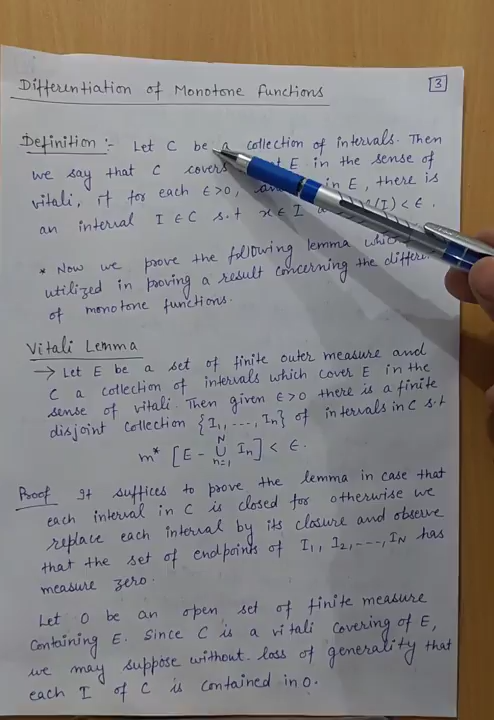 Differentiation of Monotone Functions
3
Definition :- Let C be a collection of intervals. Then
we say that C covers E in the sense of
vitali, if for each ϵ>0, in E, there is
an interval I ∈ C s.t x ∈ I (I) < ϵ.
* Now we prove the following lemma
utilized in proving a result concerning the
of monotone functions.
Vitali Lemma
→ Let E be a set of finite outer measure and
C a collection of intervals which cover E in the
sense of vitali. Then given ϵ>0 there is a finite
disjoint collection {I1, ---, In} of intervals in C s.t
m* [E - N∪n=1 In] < ϵ.
Proof It suffices to prove the lemma in case that
each interval in C is closed for otherwise we
replace each interval by its closure and observe
that the set of endpoints of I1, I2, ---, IN has
measure zero.
Let O be an open set of finite measure
containing E. Since C is a vitali covering of E,
we may suppose without loss of generality that
each I of C is contained in O.